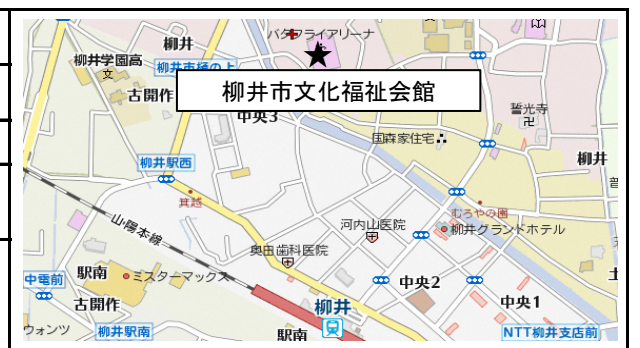 バタフライアリーナ
柳井
柳井学園高
柳井市樋の上
古開作
柳井市文化福祉会館
中央3
誓光寺
国森家住宅
柳井
柳井駅西
箕越
むろやの園
河内山医院
柳井グランドホテル
山陽本線
奥田歯科医院
駅南
ミスターマックス
中電前
古開作
中央2
中央1
柳井
ウォンツ
柳井駅南
駅南
NTT柳井支店前
土